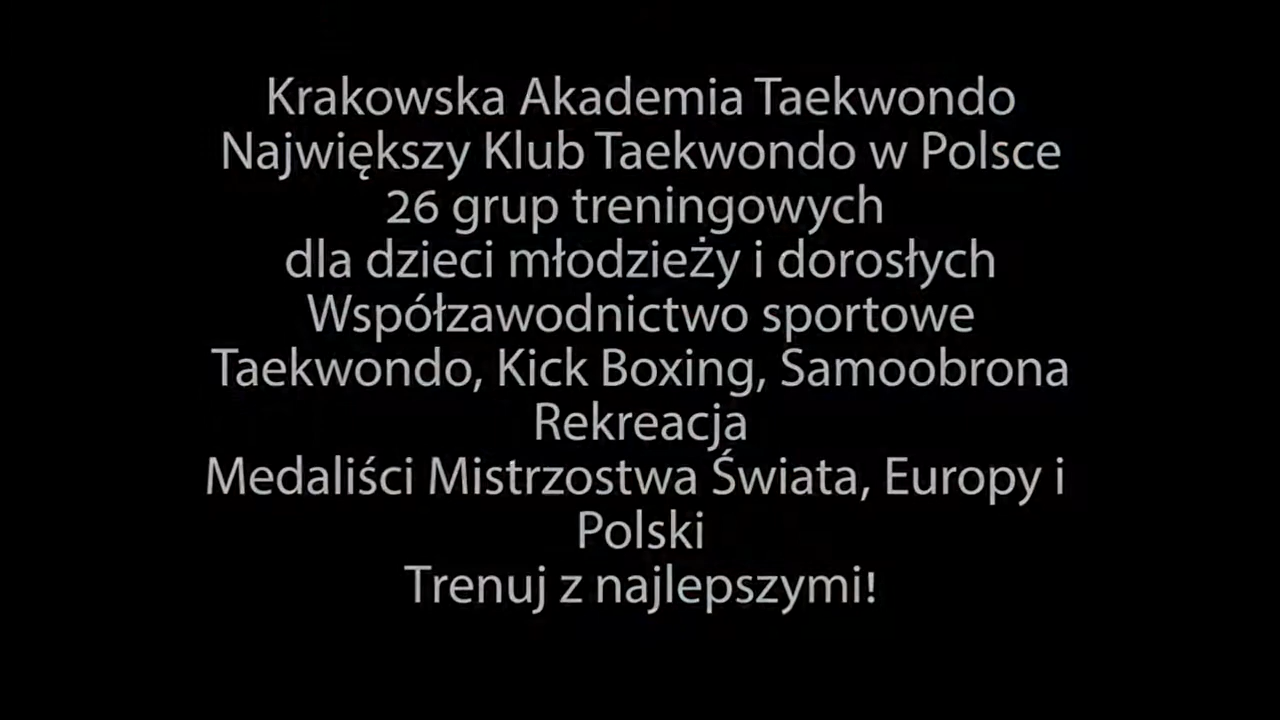 Krakowska Akademia Taekwondo
Największy Klub Taekwondo w Polsce
26 grup treningowych
dla dzieci młodzieży i dorosłych
Współzawodnictwo sportowe
Taekwondo, Kick Boxing, Samoobrona
Rekreacja
Medaliści Mistrzostwa Świata, Europy i
Polski
Trenuj z najlepszymi!